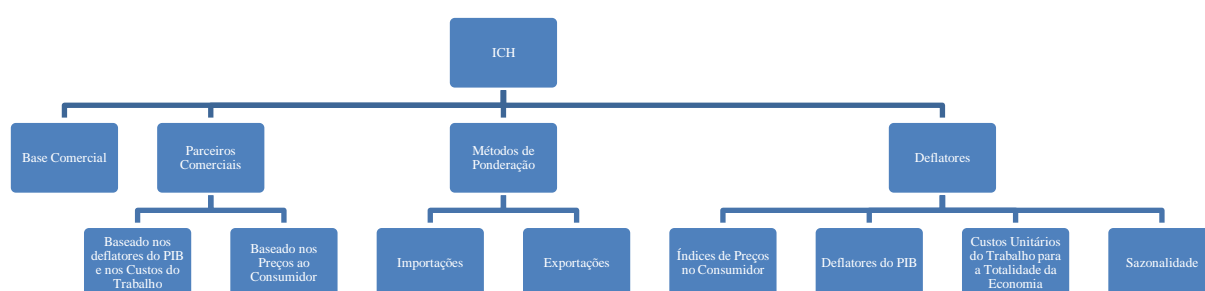 ICH
Base Comercial
Parceiros
Comerciais
Métodos de
Ponderação
Deflatores
Baseado nos
deflatores do PIB
e nos Custos do
Trabalho
Baseado nos
Preços ao
Consumidor
Importações
Exportações
Índices de Preços
no Consumidor
Deflatores do PIB
Custos Unitários
do Trabalho para
a Totalidade da
Economia
Sazonalidade